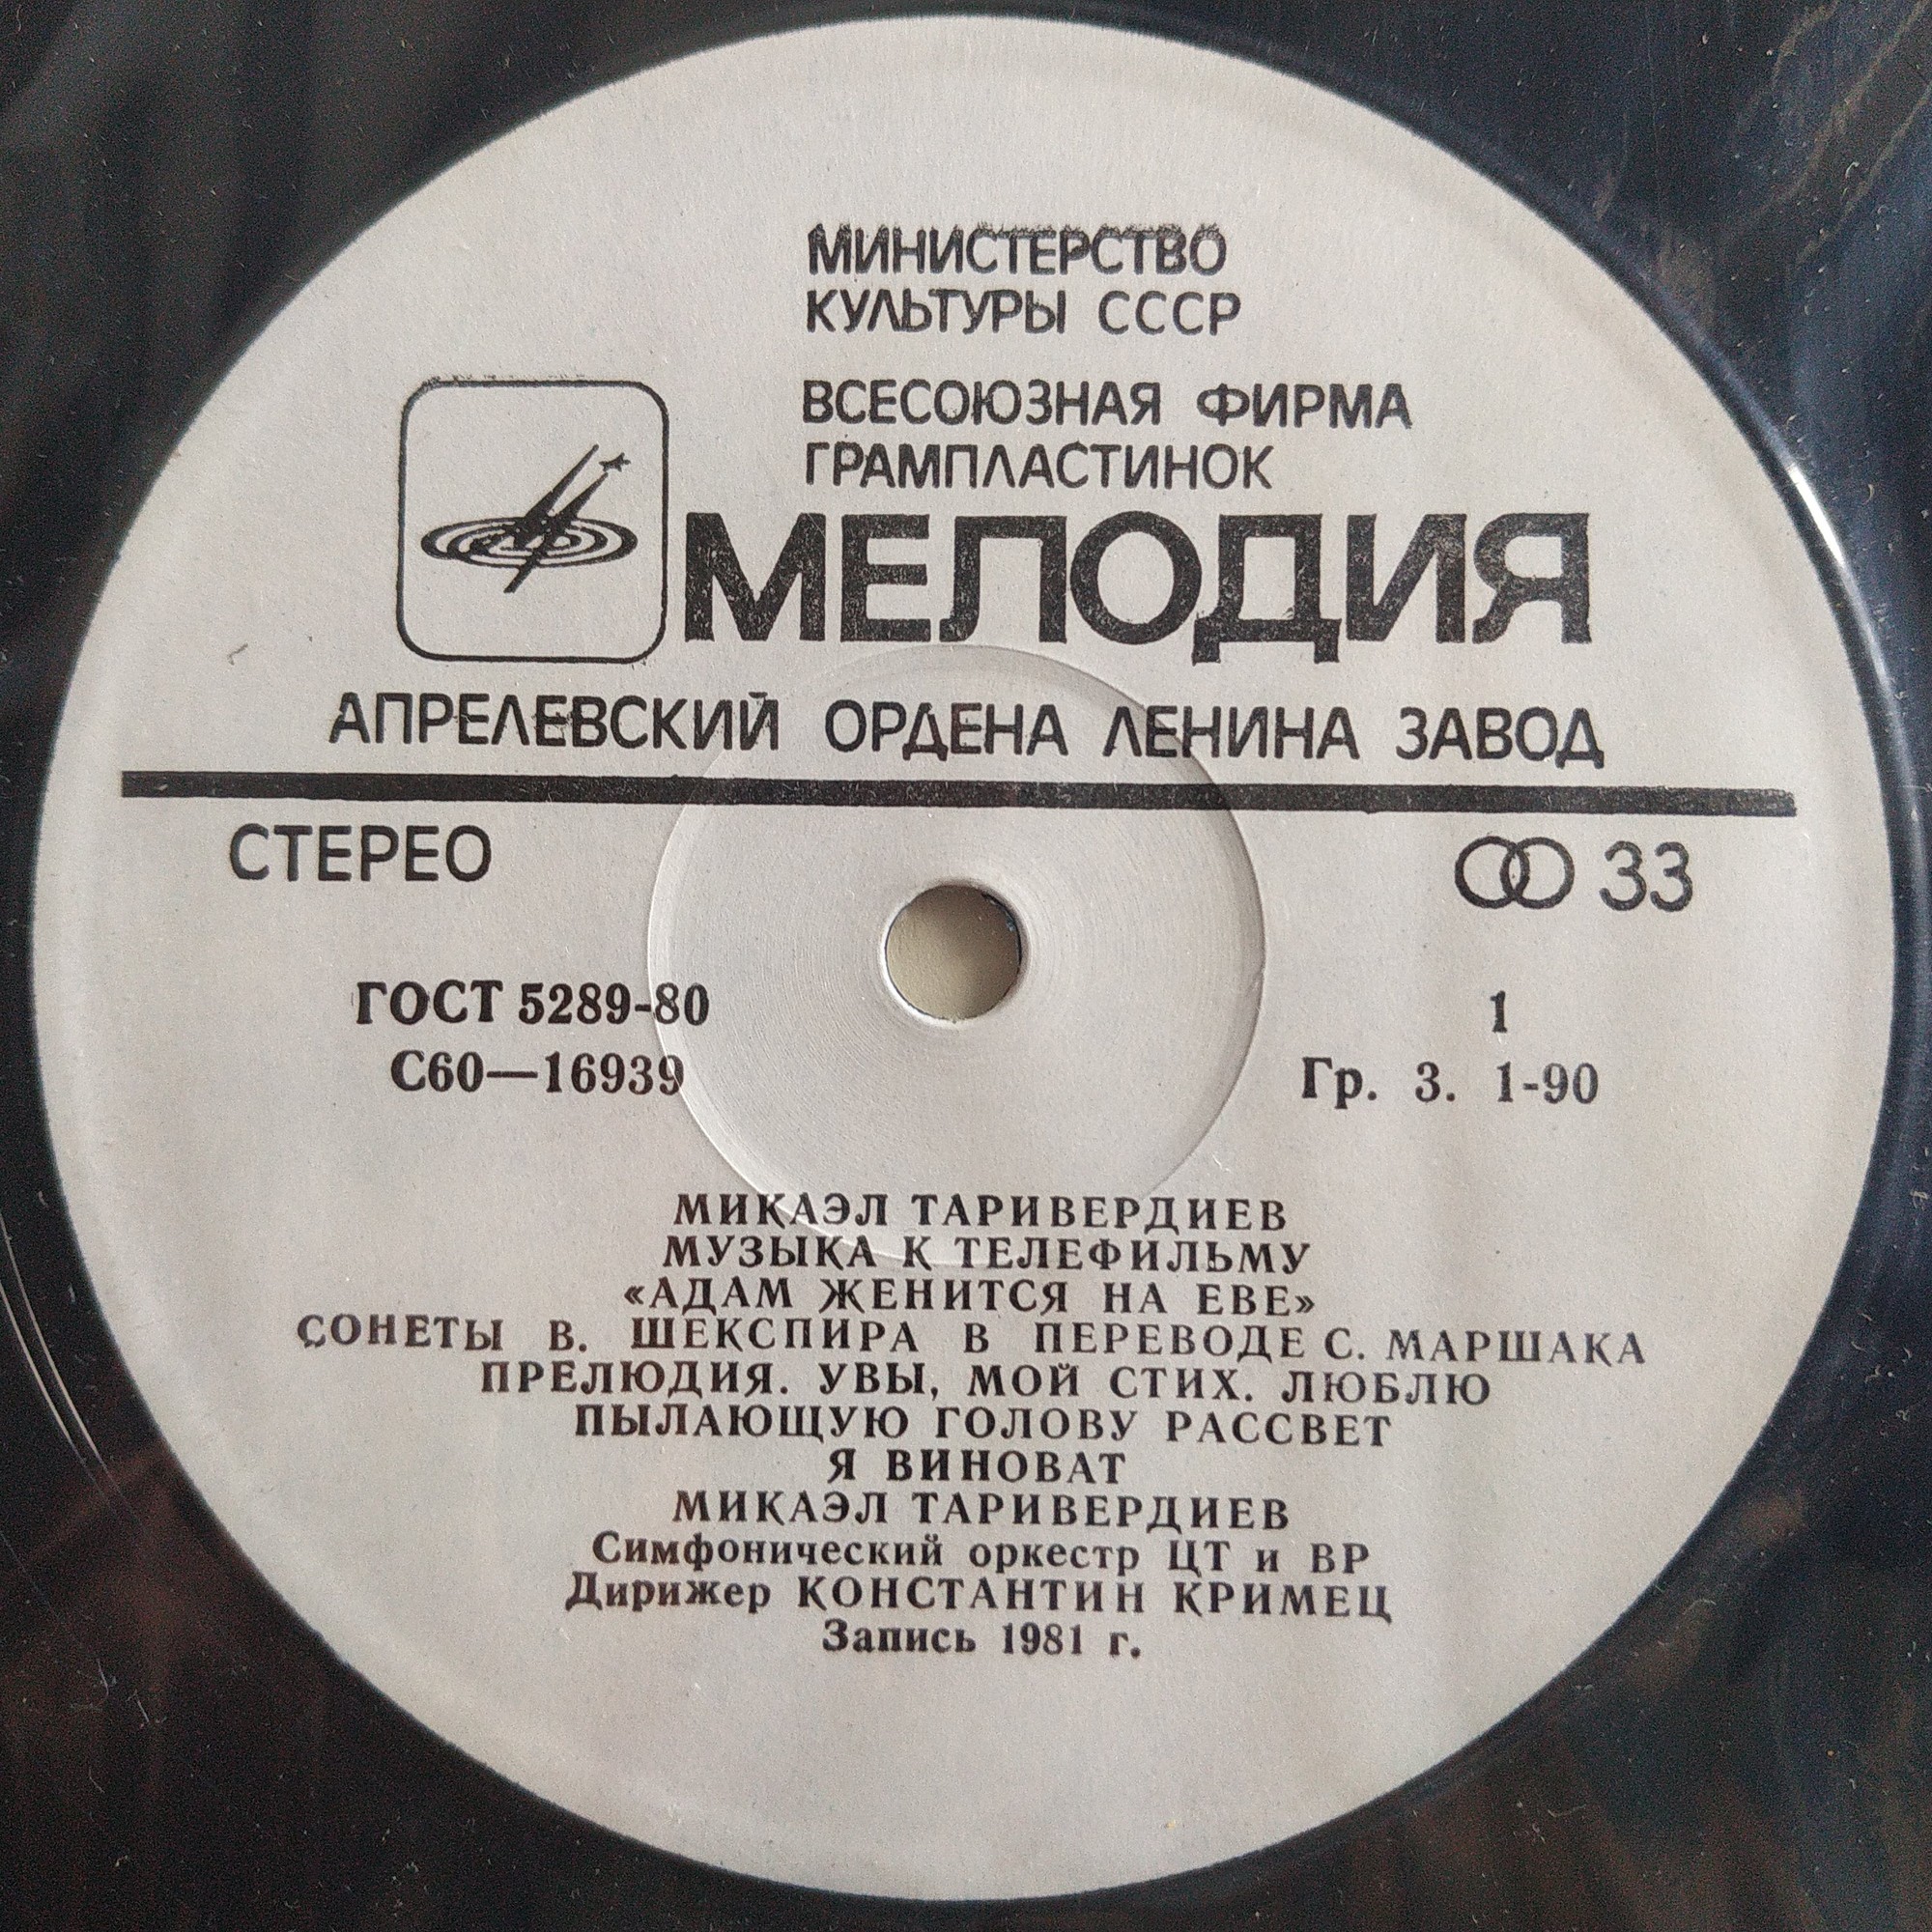 МИНИСТЕРСТВО
КУЛЬТУРЫ СССР
ВСЕСОЮЗНАЯ ФИРМА
ГРАМПЛАСТИНОК
МЕЛОДИЯ
АПРЕЛЕВСКИЙ ОРДЕНА ЛЕНИНА ЗАВОД
СТЕРЕО
33
ГОСТ 5289-80
1
С60—16939
Гр. 3. 1-90
МИКАЭЛ ТАРИВЕРДИЕВ
МУЗЫКА К ТЕЛЕФИЛЬМУ
«АДАМ ЖЕНИТСЯ НА ЕВЕ»
СОНЕТЫ В. ШЕКСПИРА В ПЕРЕВОДЕ С. МАРШАКА
ПРЕЛЮДИЯ. УВЫ, МОЙ СТИХ. ЛЮБЛЮ
ПЫЛАЮЩУЮ ГОЛОВУ РАССВЕТ
Я ВИНОВАТ
МИКАЭЛ ТАРИВЕРДИЕВ
Симфонический оркестр ЦТ и ВР
Дирижер КОНСТАНТИН КРИМЕЦ
Запись 1981 г.